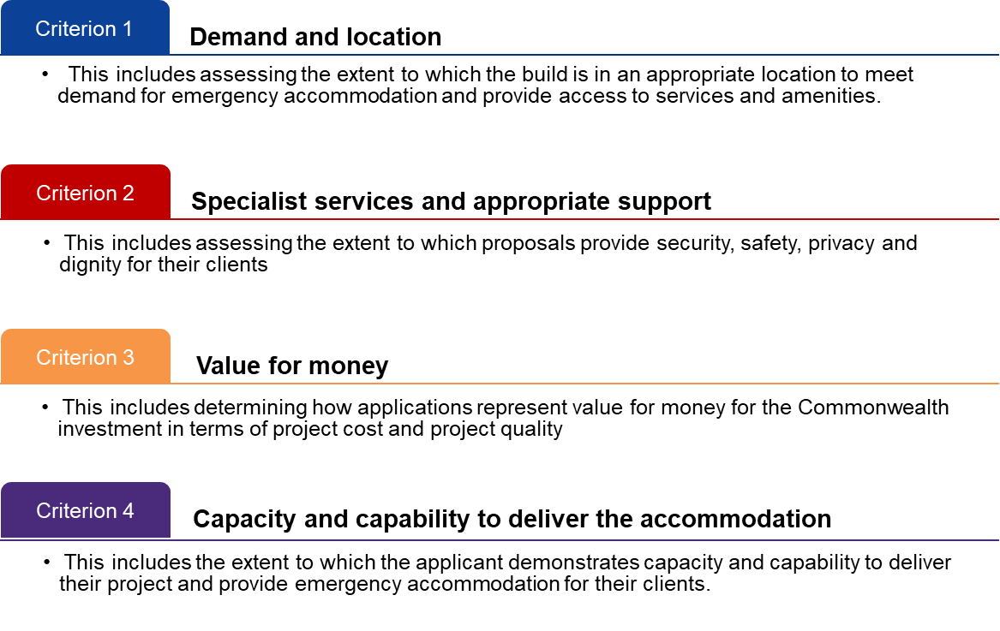 Criterion 1
Demand and location
• This includes assessing the extent to which the build is in an appropriate location to meet
demand for emergency accommodation and provide access to services and amenities.
Criterion 2
Specialist services and appropriate support
• This includes assessing the extent to which proposals provide security, safety, privacy and
dignity for their clients
Criterion 3
Value for money
• This includes determining how applications represent value for money for the Commonwealth
investment in terms of project cost and project quality
Criterion 4
Capacity and capability to deliver the accommodation
• This includes the extent to which the applicant demonstrates capacity and capability to deliver
their project and provide emergency accommodation for their clients.